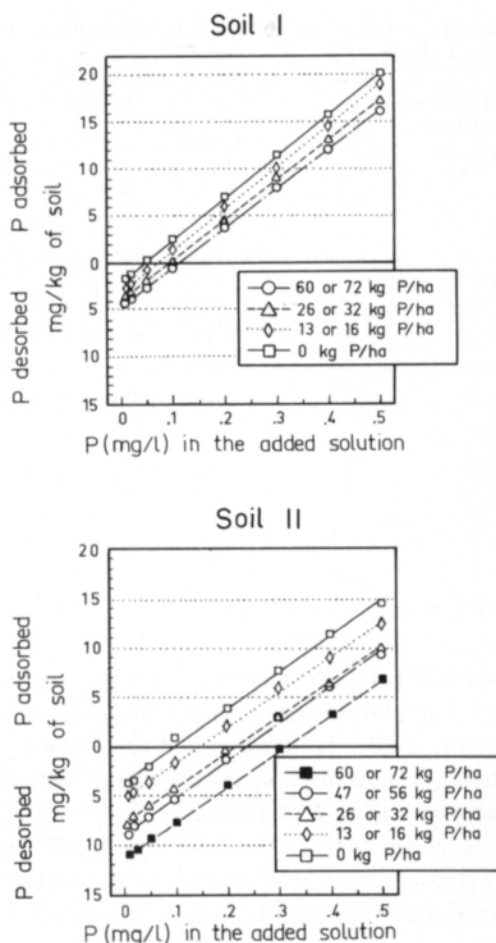 Soil I
P adsorbed
P desorbed
mg/kg of soil
20
15
10
5
0
5
10
15
60 or 72 kg P/ha
26 or 32 kg P/ha
13 or 16 kg P/ha
0 kg P/ha
0 .1 .2 .3 .4 .5
P (mg/l) in the added solution
Soil II
P adsorbed
P desorbed
mg/kg of soil
20
15
10
5
0
5
10
15
60 or 72 kg P/ha
47 or 56 kg P/ha
26 or 32 kg P/ha
13 or 16 kg P/ha
0 kg P/ha
0 .1 .2 .3 .4 .5
P (mg/l) in the added solution